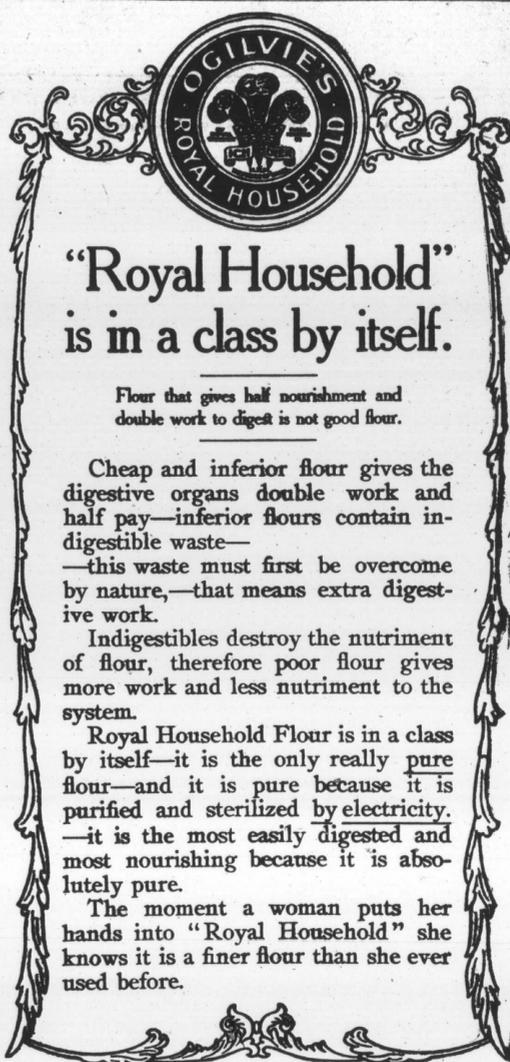 OGILVIE'S
ROYAL HOUSEHOLD
"Royal Household"
is in a class by itself.
Flour that gives half nourishment and
double work to digest is not good flour.
Cheap and inferior flour gives the
digestive organs double work and
half pay—inferior flours contain in-
digestible waste—
—this waste must first be overcome
by nature,—that means extra digest-
ive work.
Indigestibles destroy the nutriment
of flour, therefore poor flour gives
more work and less nutriment to the
system.
Royal Household Flour is in a class
by itself—it is the only really pure
flour—and it is pure because it is
purified and sterilized by electricity.
—it is the most easily digested and
most nourishing because it is abso-
lutely pure.
The moment a woman puts her
hands into "Royal Household" she
knows it is a finer flour than she ever
used before.